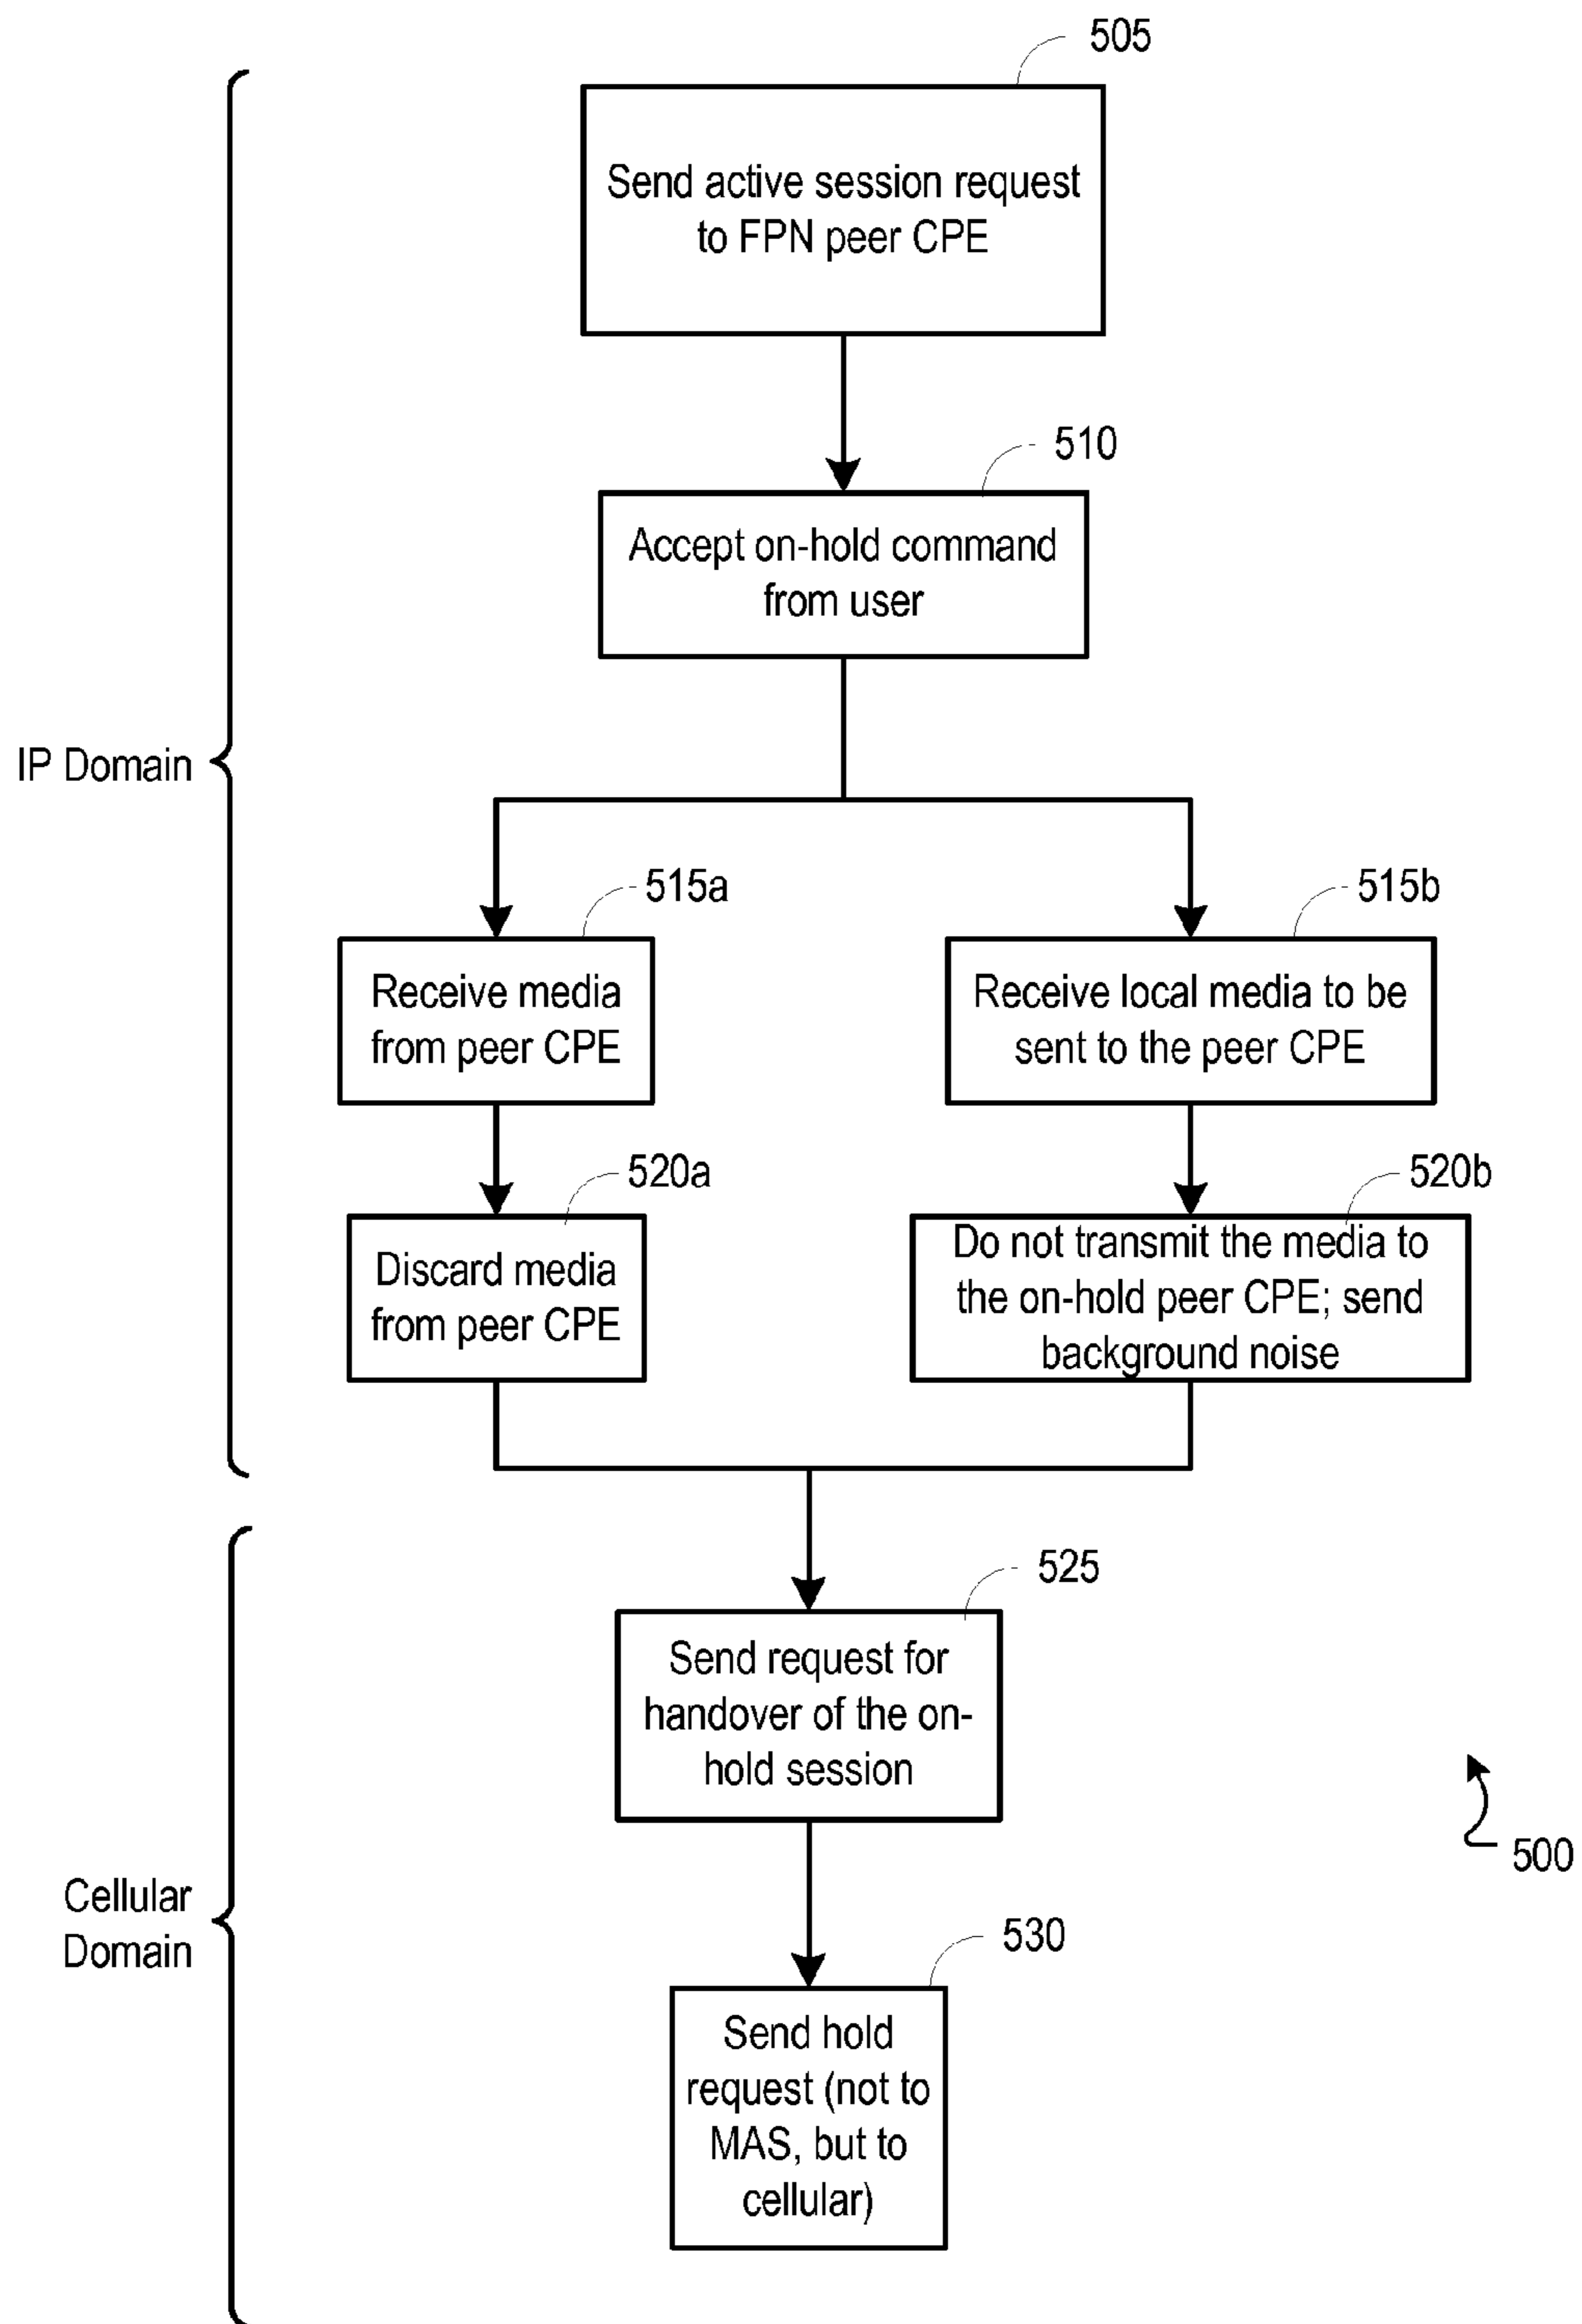 505
Send active session request
to FPN peer CPE
510
Accept on-hold command
from user
IP Domain
515a
515b
Receive media
from peer CPE
Receive local media to be
sent to the peer CPE
520a
520b
Discard media
from peer CPE
Do not transmit the media to
the on-hold peer CPE; send
background noise
525
Send request for
handover of the on-
hold session
500
Cellular
Domain
530
Send hold
request (not to
MAS, but to
cellular)